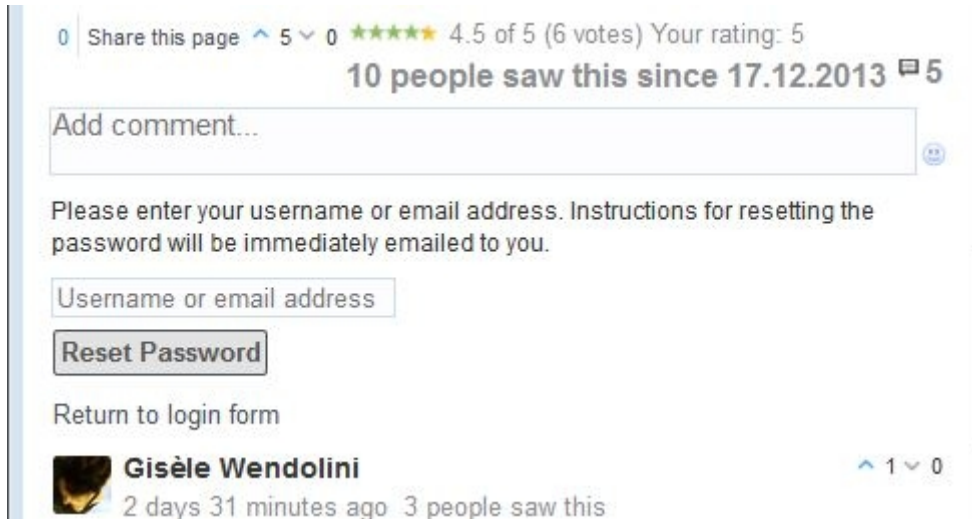 0 Share this page 5 0 4.5 of 5 (6 votes) Your rating: 5
10 people saw this since 17.12.2013 5
Add comment...
Please enter your username or email address. Instructions for resetting the
password will be immediately emailed to you.
Username or email address
Reset Password
Return to login form
Gisèle Wendolini 1 0
2 days 31 minutes ago 3 people saw this